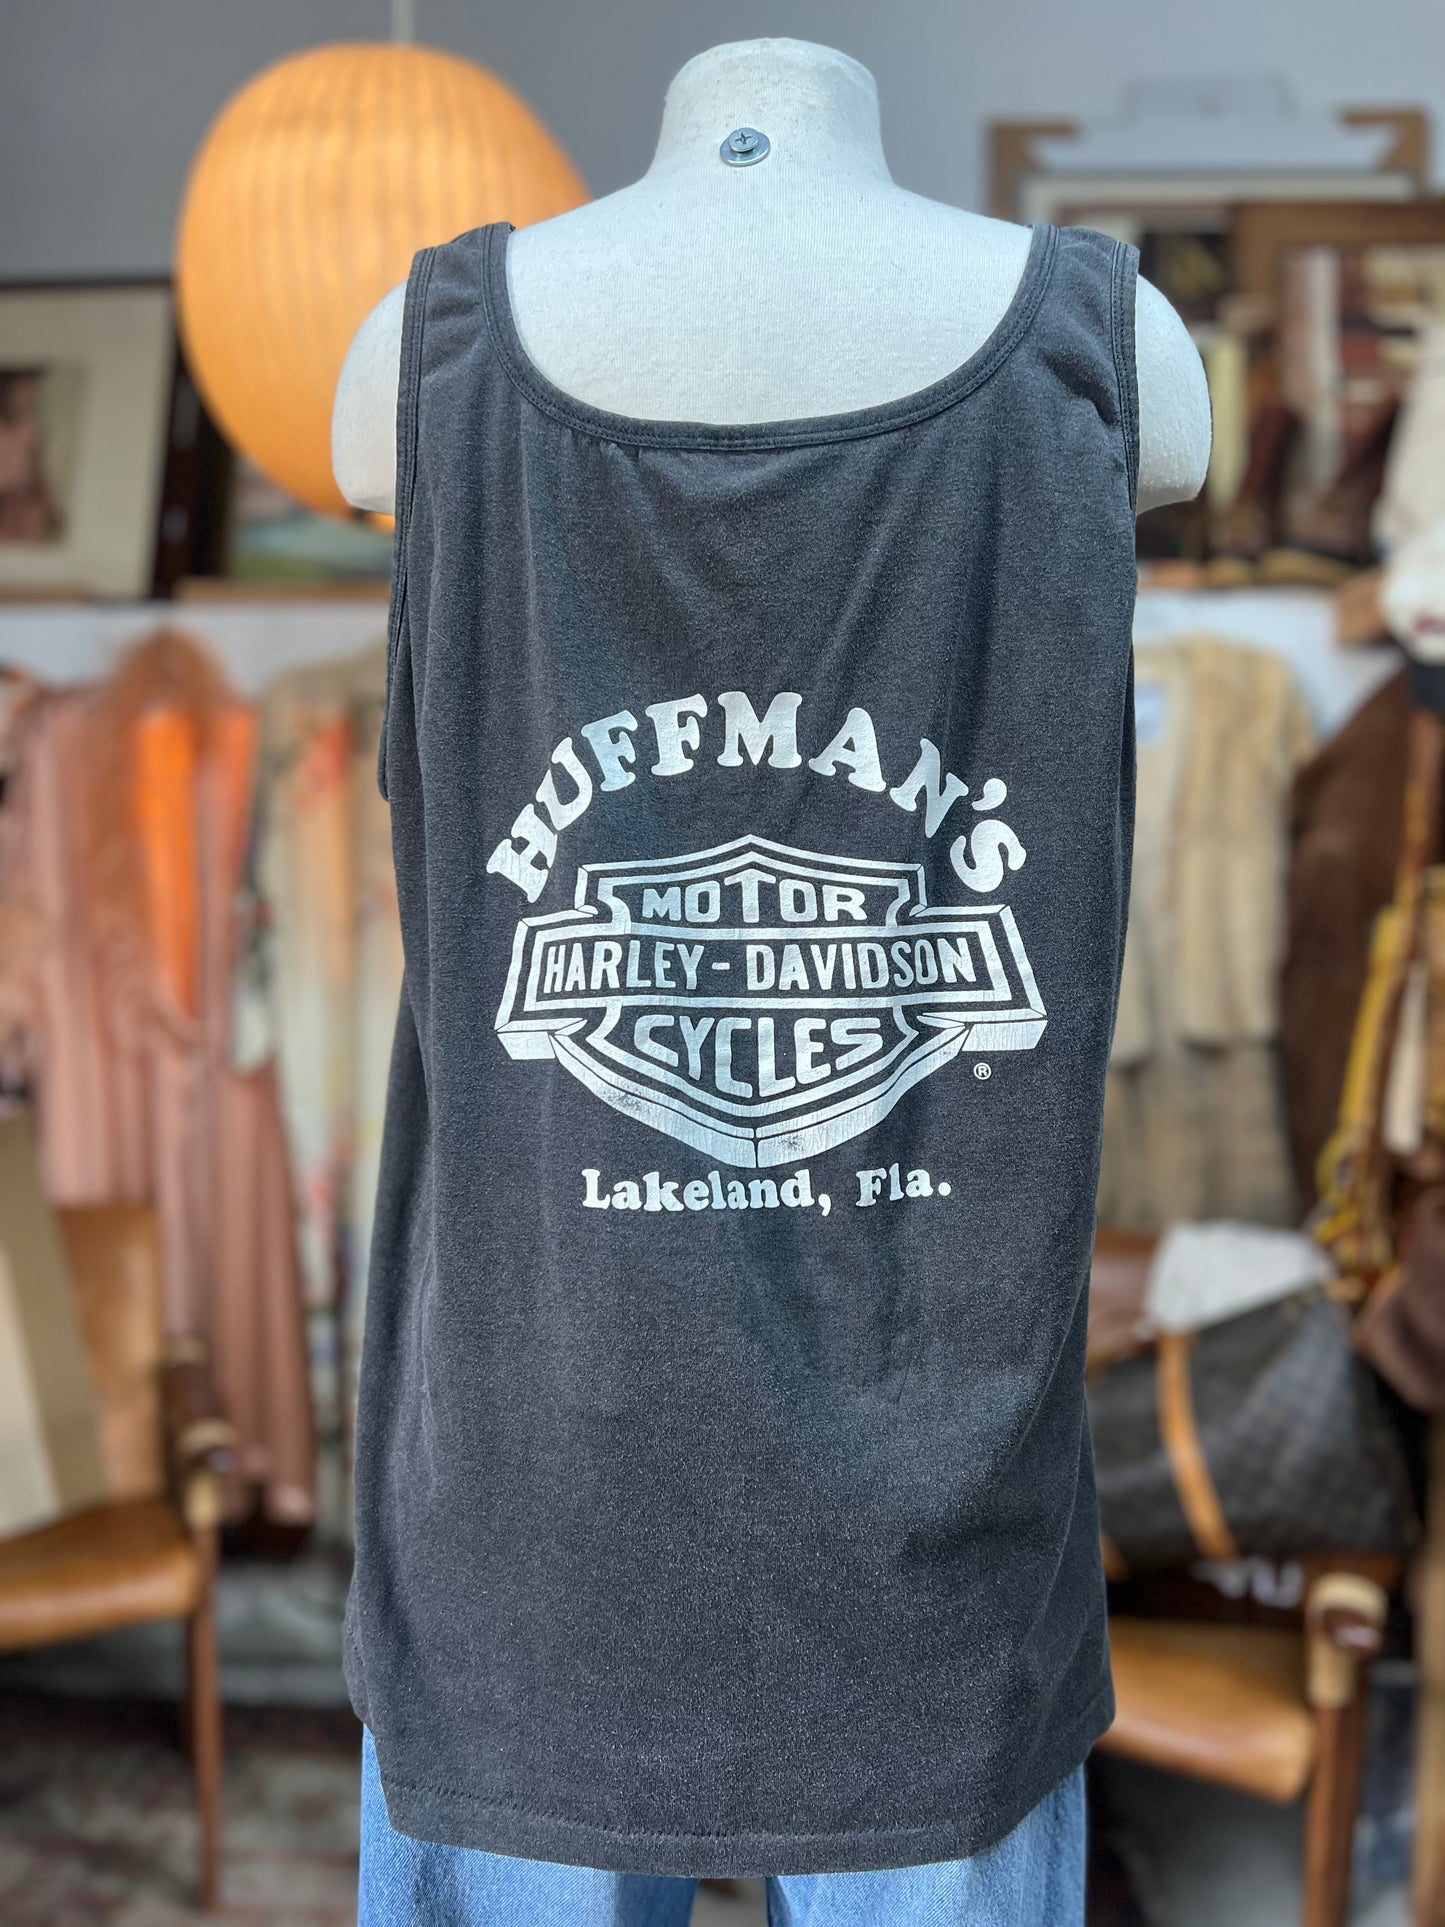 HUFFMAN'S
MOTOR
HARLEY-DAVIDSON
CYCLES
®
Lakeland, Fla.